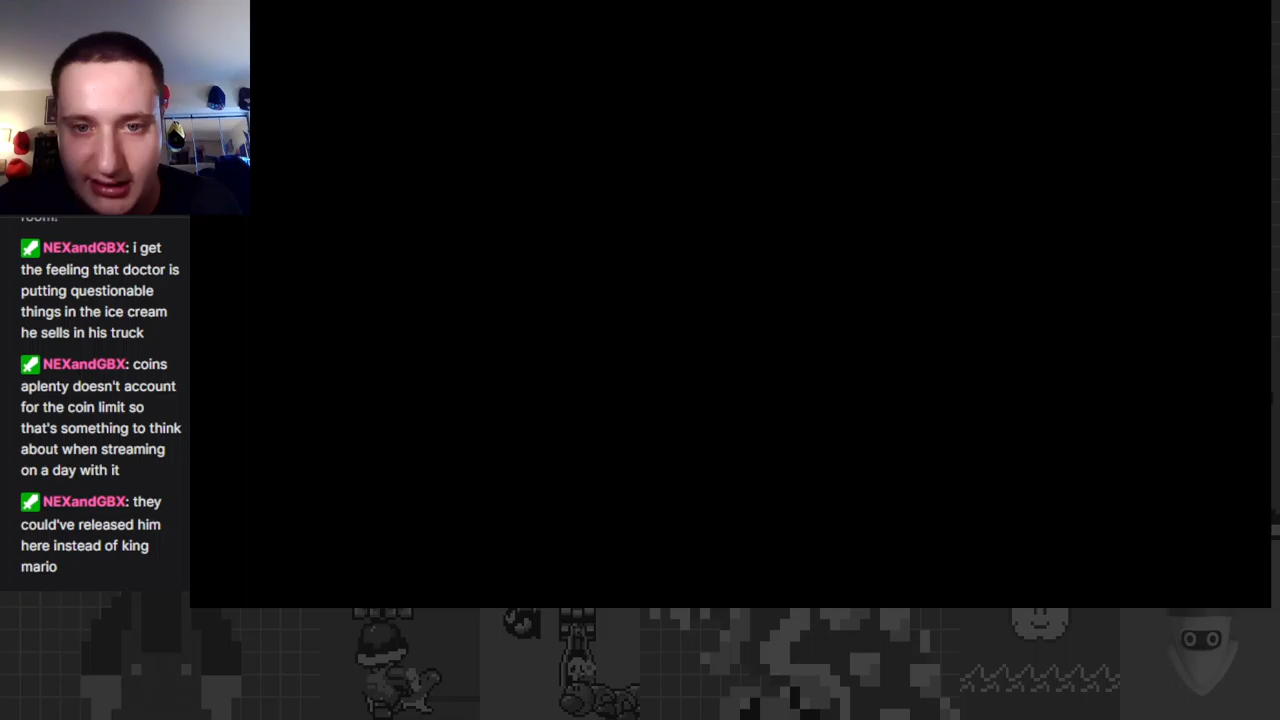 room!
NEXandGBX: i get
the feeling that doctor is
putting questionable
things in the ice cream
he sells in his truck
NEXandGBX: coins
aplenty doesn't account
for the coin limit so
that's something to think
about when streaming
on a day with it
NEXandGBX: they
could've released him
here instead of king
mario